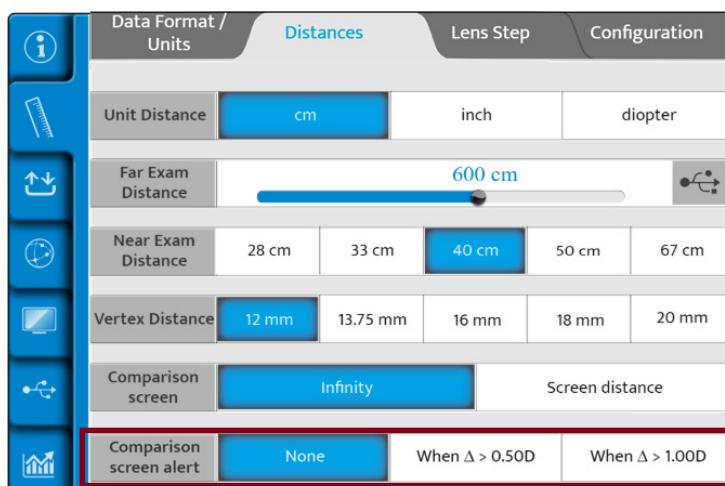 Data Format /
Units
Distances
Lens Step
Configuration
Unit Distance
cm
inch
diopter
Far Exam
Distance
600 cm
Near Exam
Distance
28 cm
33 cm
40 cm
50 cm
67 cm
Vertex Distance
12 mm
13.75 mm
16 mm
18 mm
20 mm
Comparison
screen
Infinity
Screen distance
Comparison
screen alert
None
When Δ > 0.50D
When Δ > 1.00D